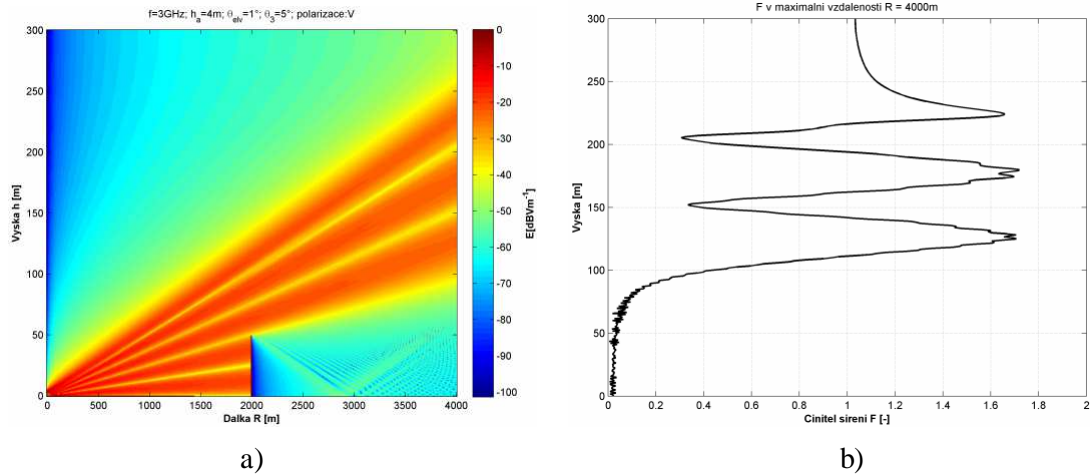 f=3GHz; hₐ=4m; θₑₗᵥ=1°; θ₃=5°; polarizace:V
300
250
200
150
100
50
0
Vyska h [m]
0 500 1000 1500 2000 2500 3000 3500 4000
Dalka R [m]
0
-10
-20
-30
-40
-50
-60
-70
-80
-90
-100
E[dBVm⁻¹]
a)
F v maximalni vzdalenosti R = 4000m
300
250
200
150
100
50
0
Vyska [m]
0 0.2 0.4 0.6 0.8 1 1.2 1.4 1.6 1.8 2
Cinitel sireni F [-]
b)